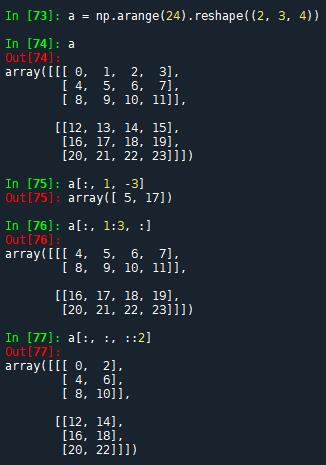 In [73]: a = np.arange(24).reshape((2, 3, 4))
In [74]: a
Out[74]:
array([[[ 0,  1,  2,  3],
        [ 4,  5,  6,  7],
        [ 8,  9, 10, 11]],

       [[12, 13, 14, 15],
        [16, 17, 18, 19],
        [20, 21, 22, 23]]])
In [75]: a[:, 1, -3]
Out[75]: array([ 5, 17])
In [76]: a[:, 1:3, :]
Out[76]:
array([[[ 4,  5,  6,  7],
        [ 8,  9, 10, 11]],

       [[16, 17, 18, 19],
        [20, 21, 22, 23]]])
In [77]: a[:, :, ::2]
Out[77]:
array([[[ 0,  2],
        [ 4,  6],
        [ 8, 10]],

       [[12, 14],
        [16, 18],
        [20, 22]]])